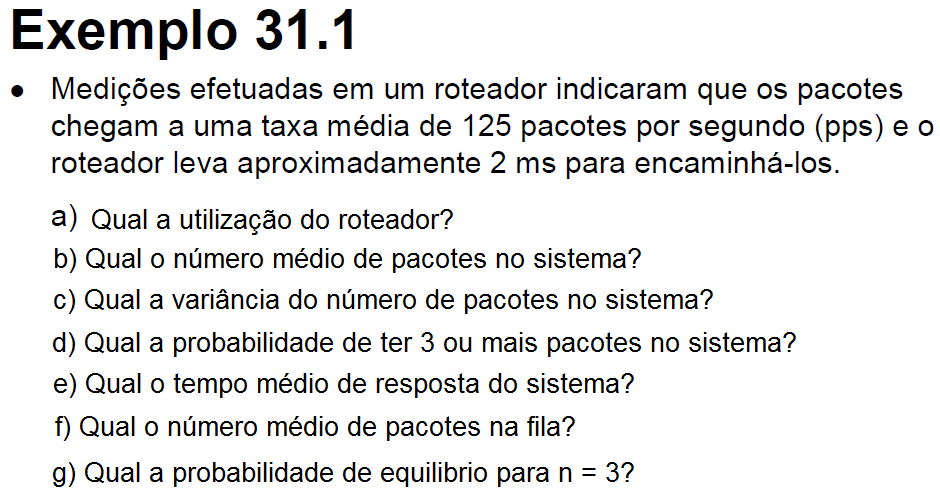 Exemplo 31.1
● Medições efetuadas em um roteador indicaram que os pacotes
chegam a uma taxa média de 125 pacotes por segundo (pps) e o
roteador leva aproximadamente 2 ms para encaminhá-los.
a) Qual a utilização do roteador?
b) Qual o número médio de pacotes no sistema?
c) Qual a variância do número de pacotes no sistema?
d) Qual a probabilidade de ter 3 ou mais pacotes no sistema?
e) Qual o tempo médio de resposta do sistema?
f) Qual o número médio de pacotes na fila?
g) Qual a probabilidade de equilibrio para n = 3?